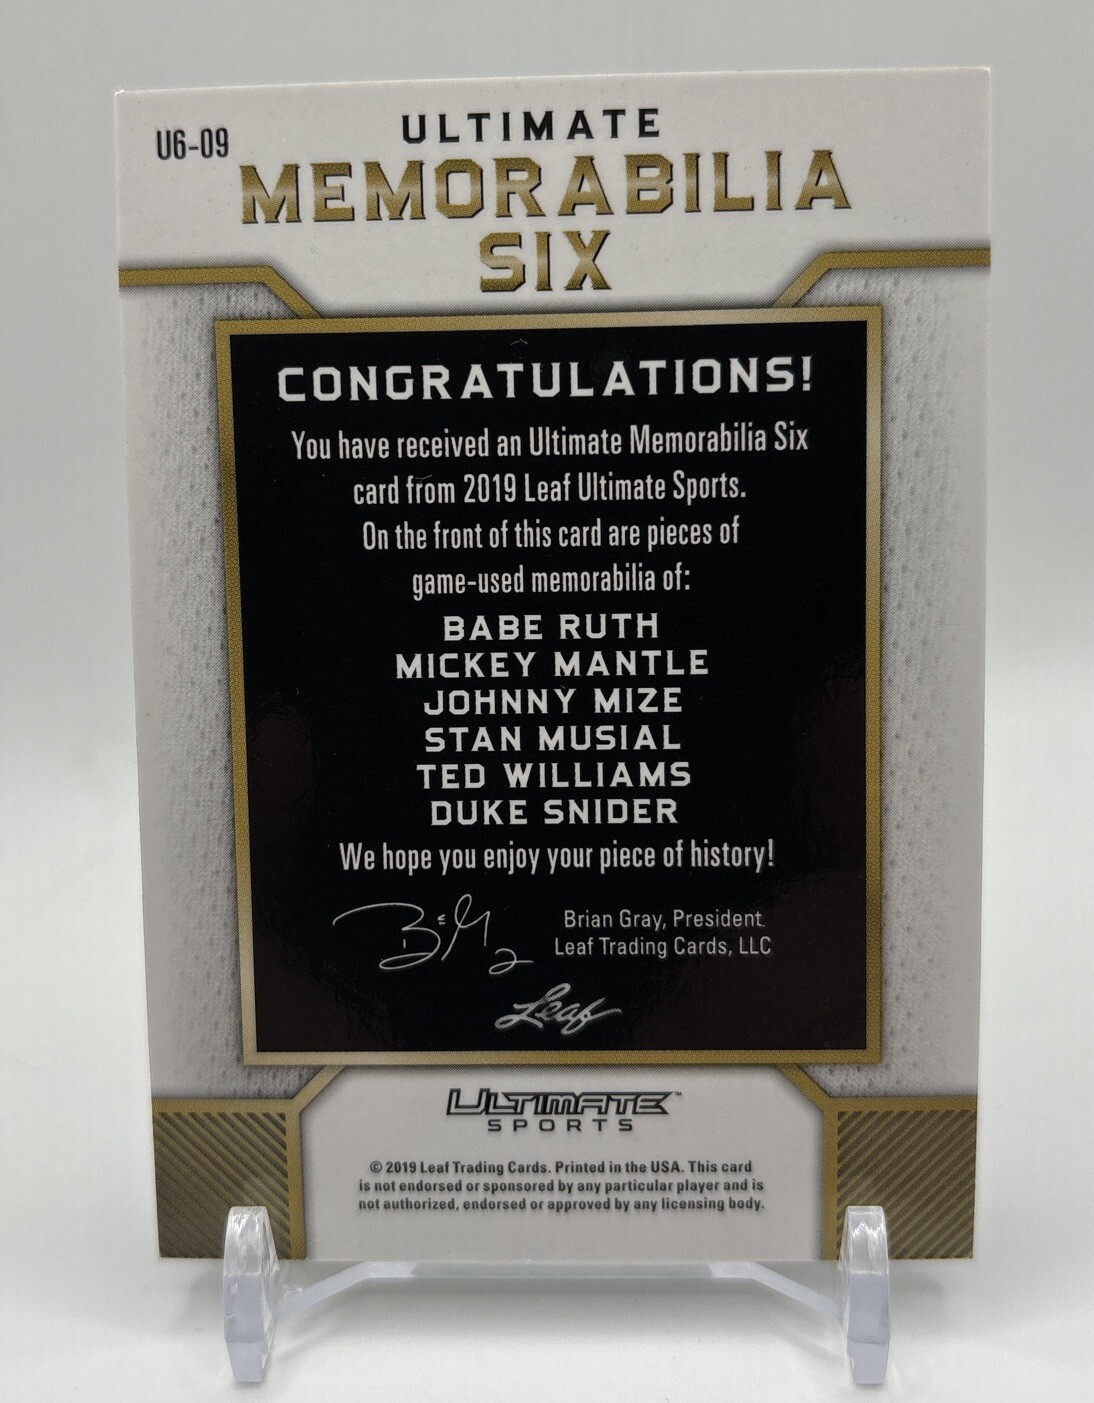 U6-09
ULTIMATE
MEMORABILIA
SIX
CONGRATULATIONS!
You have received an Ultimate Memorabilia Six
card from 2019 Leaf Ultimate Sports.
On the front of this card are pieces of
game-used memorabilia of:
BABE RUTH
MICKEY MANTLE
JOHNNY MIZE
STAN MUSIAL
TED WILLIAMS
DUKE SNIDER
We hope you enjoy your piece of history!
Brian Gray, President
Leaf Trading Cards, LLC
Leaf
ULTIMATE™
SPORTS
© 2019 Leaf Trading Cards. Printed in the USA. This card
is not endorsed or sponsored by any particular player and is
not authorized, endorsed or approved by any licensing body.